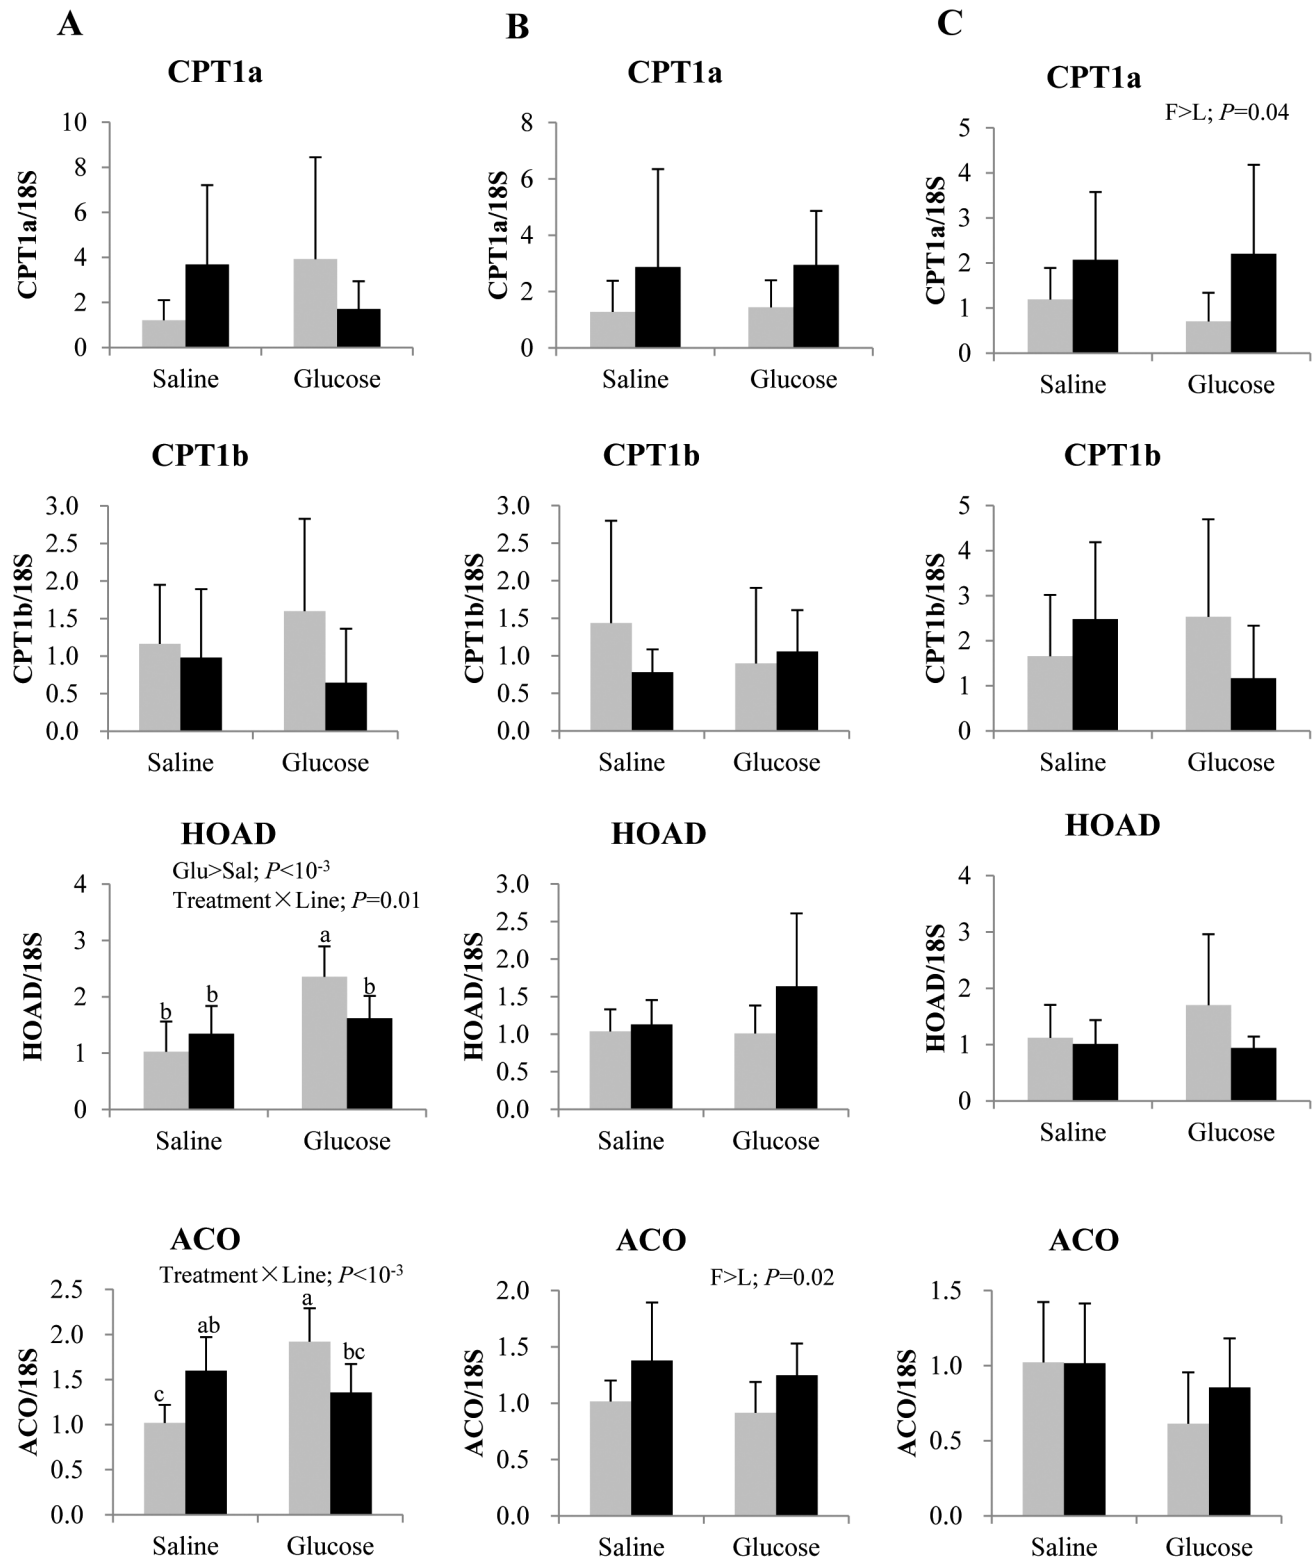 A
B
C
CPT1a
CPT1a/18S
10
8
6
4
2
0
Saline
Glucose
CPT1a
CPT1a/18S
8
6
4
2
0
Saline
Glucose
CPT1a
F>L; P=0.04
CPT1a/18S
5
4
3
2
1
0
Saline
Glucose
CPT1b
CPT1b/18S
3.0
2.5
2.0
1.5
1.0
0.5
0.0
Saline
Glucose
CPT1b
CPT1b/18S
3.0
2.5
2.0
1.5
1.0
0.5
0.0
Saline
Glucose
CPT1b
CPT1b/18S
5
4
3
2
1
0
Saline
Glucose
HOAD
Glu>Sal; P<10⁻³
Treatment×Line; P=0.01
HOAD/18S
4
3
2
1
0
b
b
a
b
Saline
Glucose
HOAD
HOAD/18S
3.0
2.5
2.0
1.5
1.0
0.5
0.0
Saline
Glucose
HOAD
HOAD/18S
4
3
2
1
0
Saline
Glucose
ACO
Treatment×Line; P<10⁻³
ACO/18S
2.5
2.0
1.5
1.0
0.5
0.0
c
ab
a
bc
Saline
Glucose
ACO
F>L; P=0.02
ACO/18S
2.0
1.5
1.0
0.5
0.0
Saline
Glucose
ACO
ACO/18S
1.5
1.0
0.5
0.0
Saline
Glucose